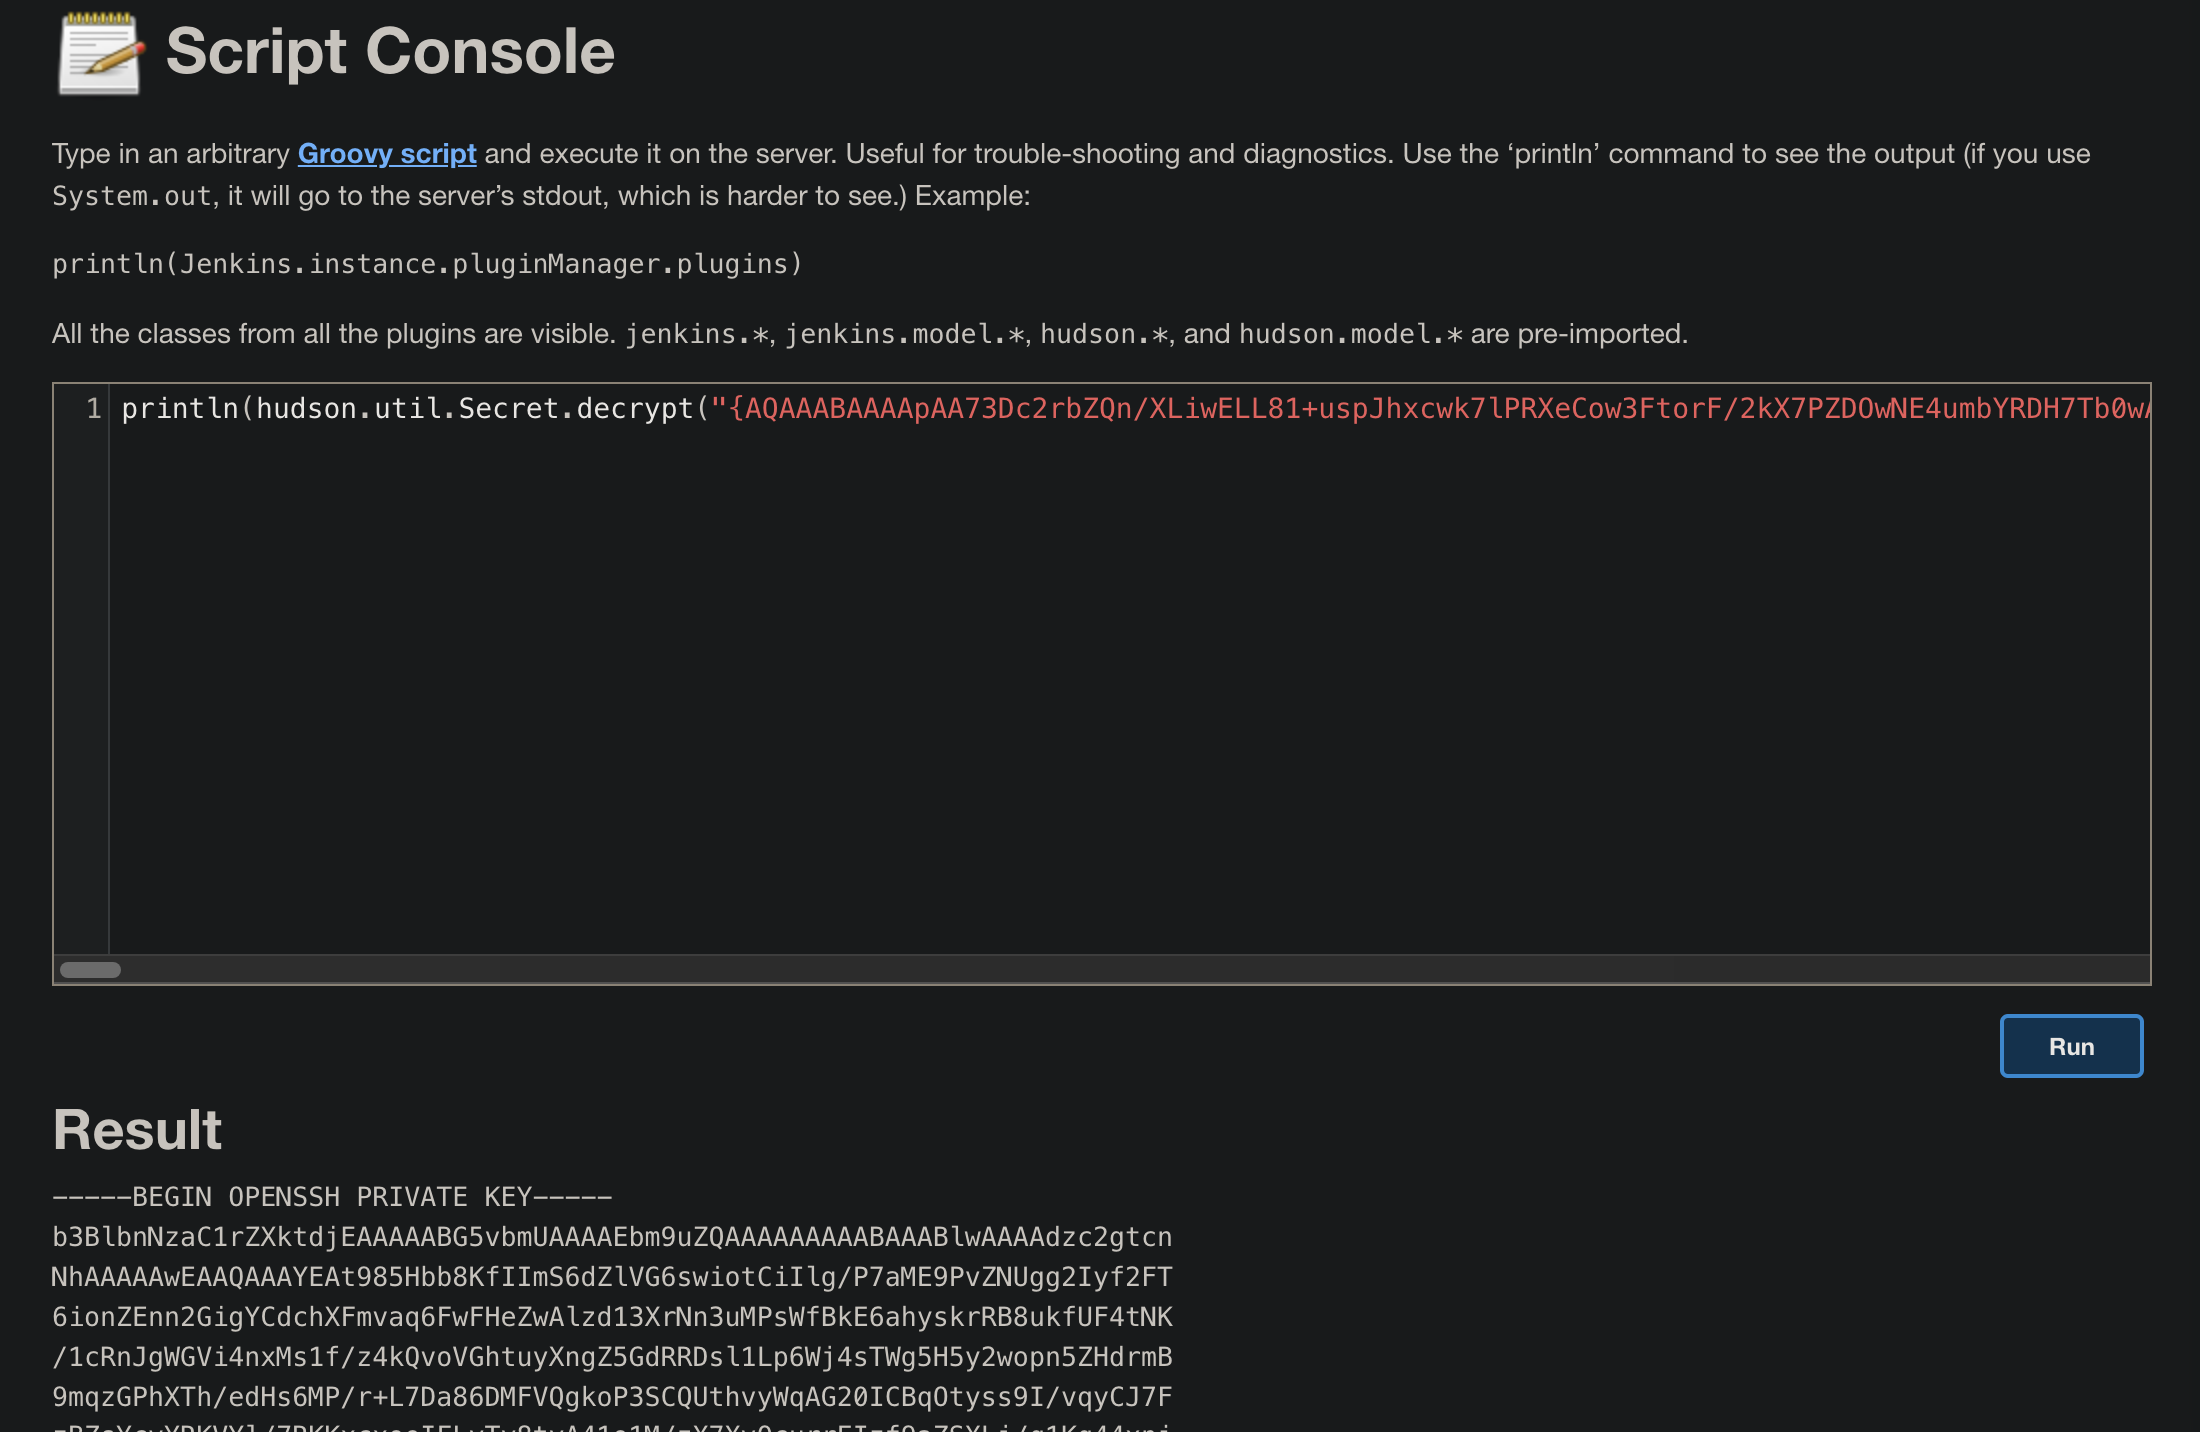 Script Console
Type in an arbitrary Groovy script and execute it on the server. Useful for trouble-shooting and diagnostics. Use the ‘println’ command to see the output (if you use
System.out, it will go to the server’s stdout, which is harder to see.) Example:
println(Jenkins.instance.pluginManager.plugins)
All the classes from all the plugins are visible. jenkins.*, jenkins.model.*, hudson.*, and hudson.model.* are pre-imported.
1 println(hudson.util.Secret.decrypt("{AQAAABAAAApAA73Dc2rbZQn/XLiwELL81+uspJhxcwk7lPRXeCow3FtorF/2kX7PZDOwNE4umbYRDH7Tb0wA
Run
Result
-----BEGIN OPENSSH PRIVATE KEY-----
b3BlbnNzaC1rZXktdjEAAAAABG5vbmUAAAAEbm9uZQAAAAAAAAABAAABlwAAAAdzc2gtcn
NhAAAAAwEAAQAAAYEAt985Hbb8KfIImS6dZlVG6swiotCiIlg/P7aME9PvZNUgg2Iyf2FT
6ionZEnn2GigYCdchXFmvaq6FwFHeZwAlzd13XrNn3uMPsWfBkE6ahyskrRB8ukfUF4tNK
/1cRnJgWGVi4nxMs1f/z4kQvoVGhtuyXngZ5GdRRDsl1Lp6Wj4sTWg5H5y2wopn5ZHdrmB
9mqzGPhXTh/edHs6MP/r+L7Da86DMFVQgkoP3SCQUthvyWqAG20ICBqOtyss9I/vqyCJ7F